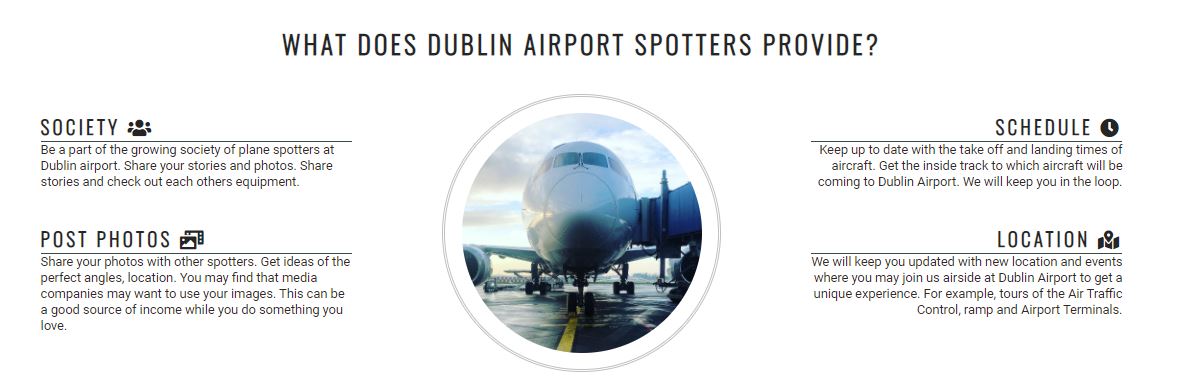 WHAT DOES DUBLIN AIRPORT SPOTTERS PROVIDE?
SOCIETY
Be a part of the growing society of plane spotters at
Dublin airport. Share your stories and photos. Share
stories and check out each others equipment.
POST PHOTOS
Share your photos with other spotters. Get ideas of the
perfect angles, location. You may find that media
companies may want to use your images. This can be
a good source of income while you do something you
love.
SCHEDULE
Keep up to date with the take off and landing times of
aircraft. Get the inside track to which aircraft will be
coming to Dublin Airport. We will keep you in the loop.
LOCATION
We will keep you updated with new location and events
where you may join us airside at Dublin Airport to get a
unique experience. For example, tours of the Air Traffic
Control, ramp and Airport Terminals.